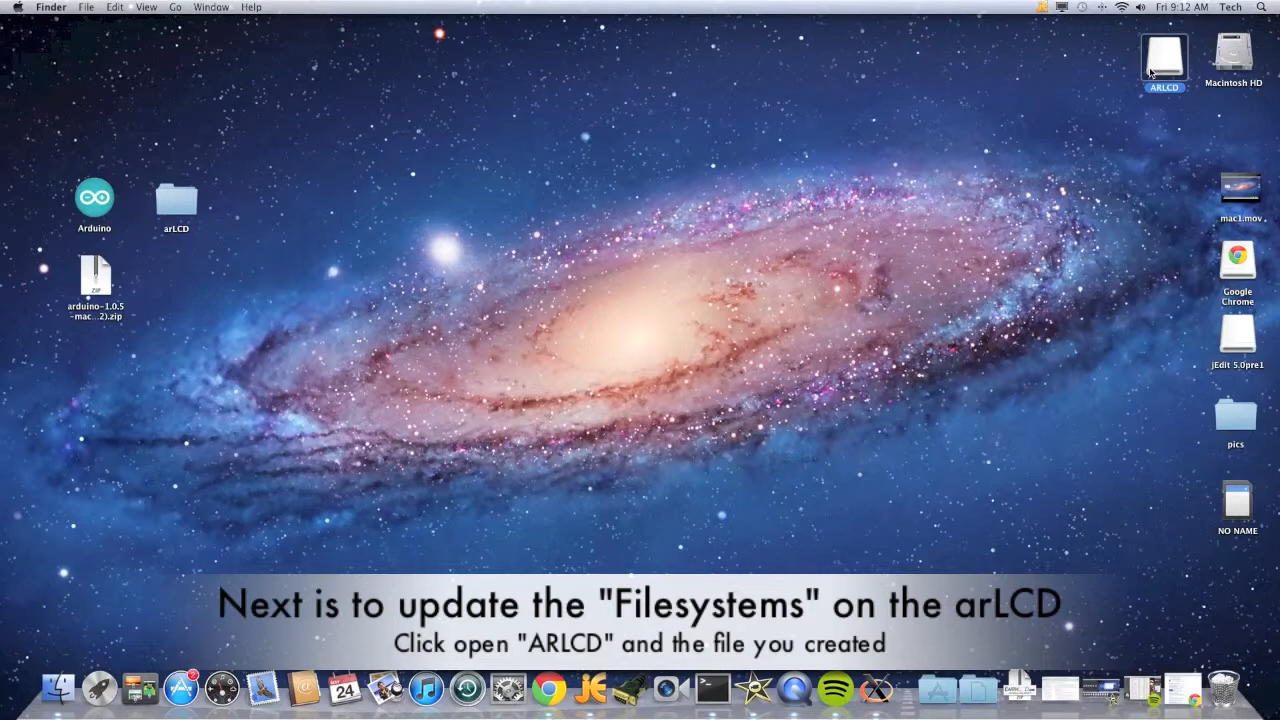 Finder File Edit View Go Window Help
Fri 9:12 AM Tech
ARLCD
Macintosh HD
Arduino
arLCD
mac1.mov
arduino-1.0.5
-mac...2).zip
ZIP
Google
Chrome
jEdit 5.0pre1
pics
NO NAME
Next is to update the "Filesystems" on the arLCD
Click open "ARLCD" and the file you created
24